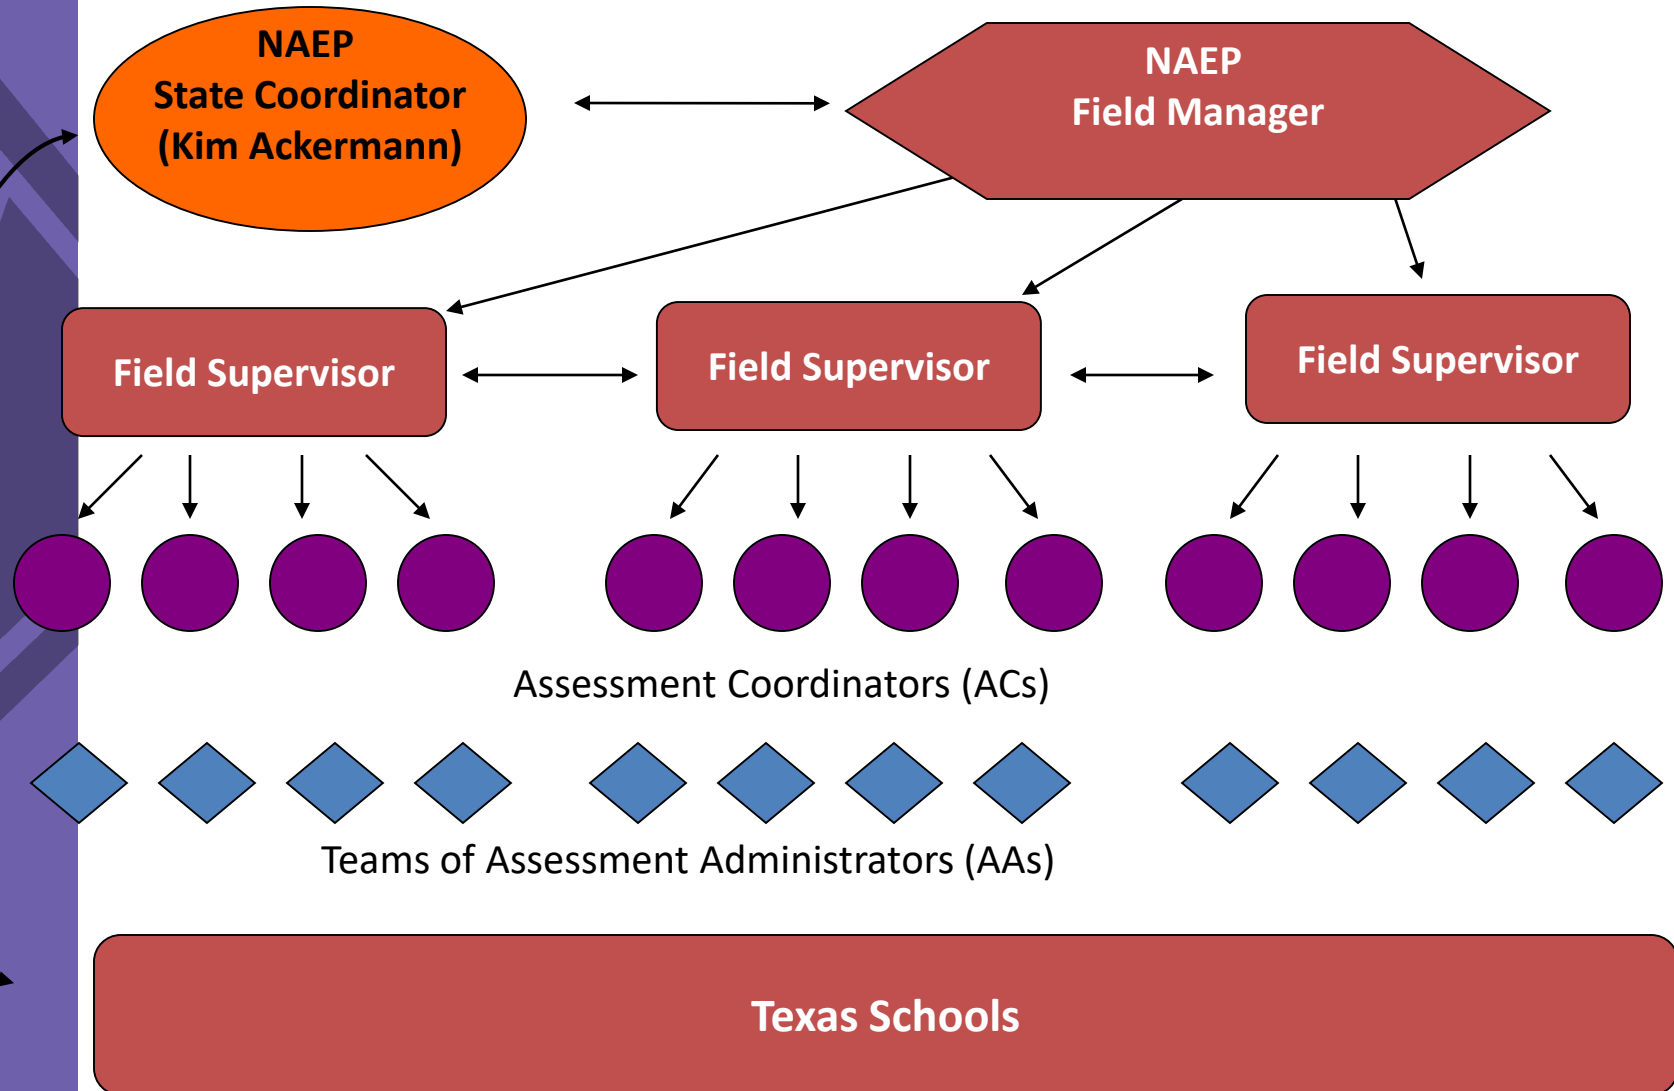 NAEP
State Coordinator
(Kim Ackermann)
NAEP
Field Manager
Field Supervisor
Field Supervisor
Field Supervisor
Assessment Coordinators (ACs)
Teams of Assessment Administrators (AAs)
Texas Schools